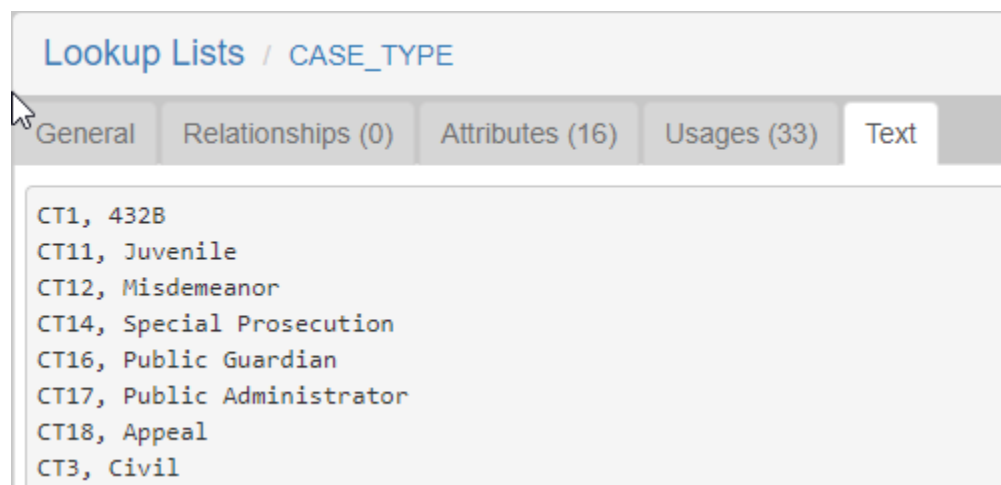 Lookup Lists / CASE_TYPE
General Relationships (0) Attributes (16) Usages (33) Text
CT1, 432B
CT11, Juvenile
CT12, Misdemeanor
CT14, Special Prosecution
CT16, Public Guardian
CT17, Public Administrator
CT18, Appeal
CT3, Civil